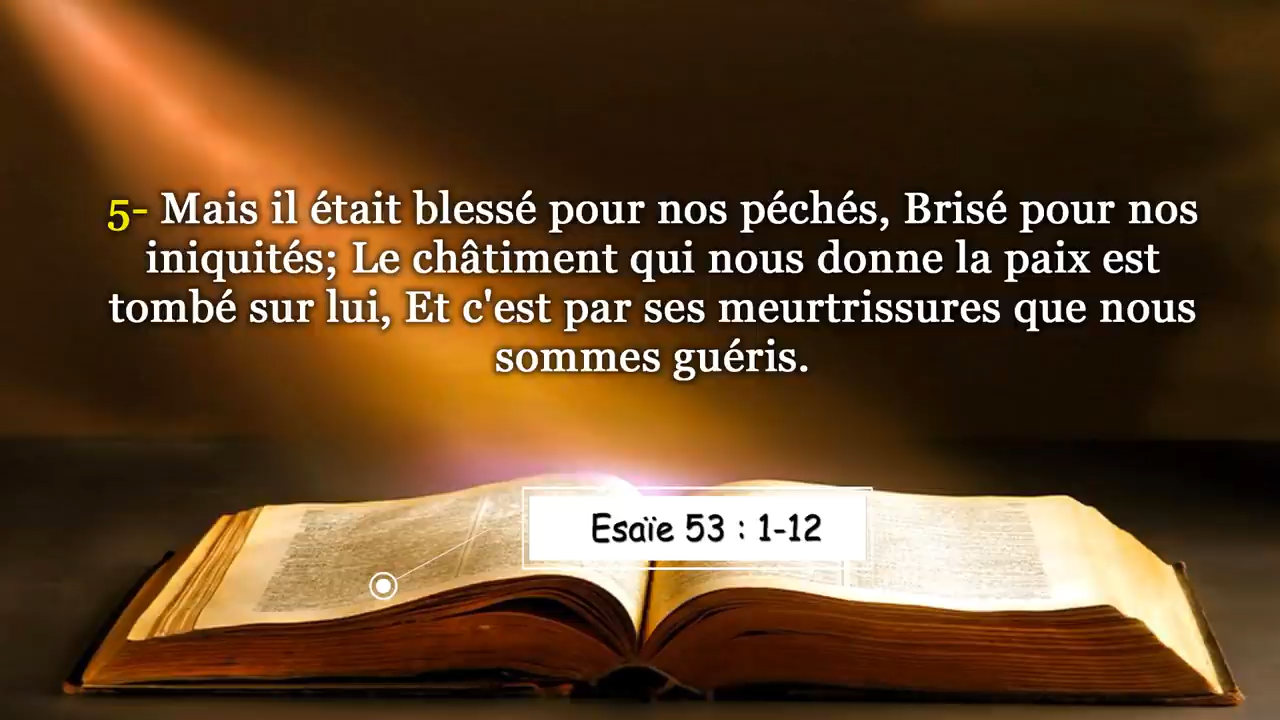 5- Mais il était blessé pour nos péchés, Brisé pour nos
iniquités; Le châtiment qui nous donne la paix est
tombé sur lui, Et c'est par ses meurtrissures que nous
sommes guéris.
Esaïe 53 : 1-12